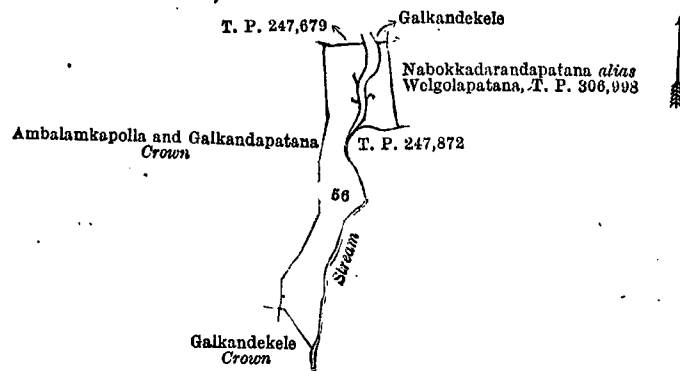 T. P. 247,679
Galkandekele
Nabokkadarandapatana alias
Welgolapatana, T. P. 306,998
Ambalamkapolla and Galkandapatana
Crown
T. P. 247,872
56
Stream
Galkandekele
Crown